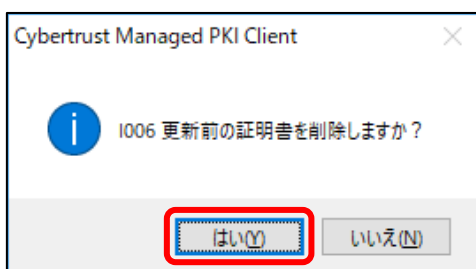 Cybertrust Managed PKI Client
I006 更新前の証明書を削除しますか？
はい(Y)
いいえ(N)